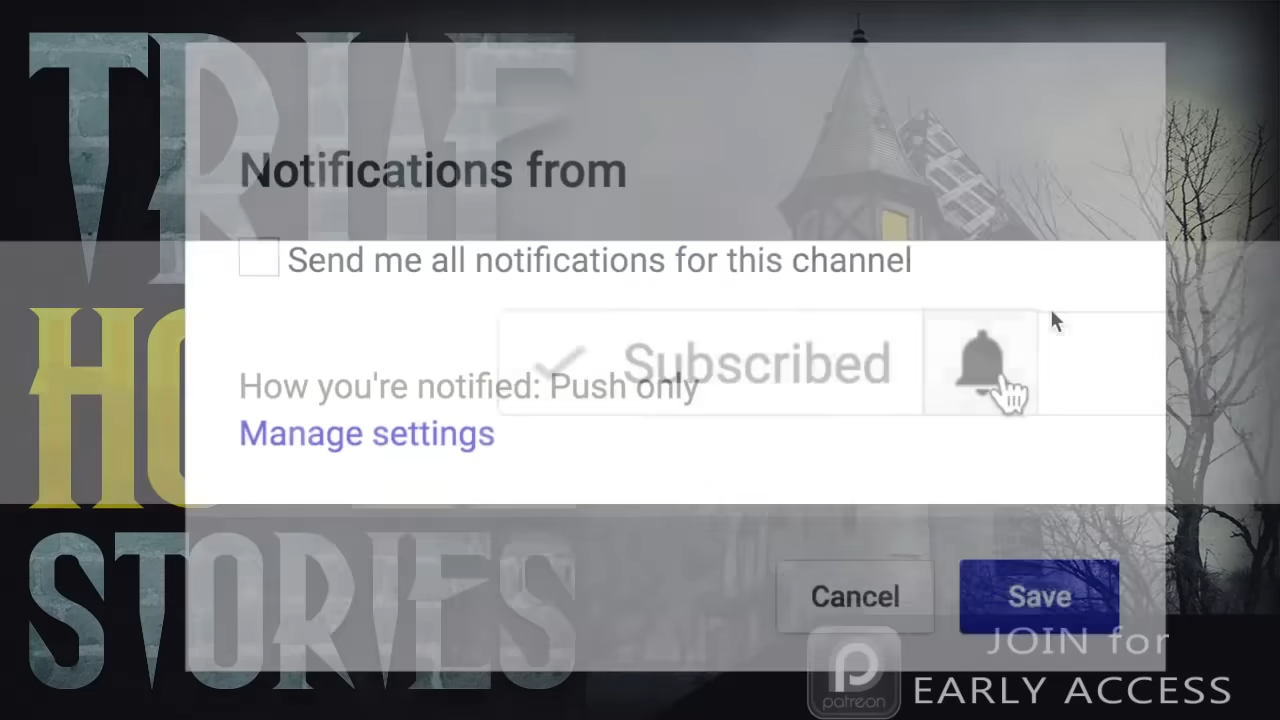 TRUE
Notifications from
Send me all notifications for this channel
Subscribed
How you're notified: Push only
Manage settings
STORIES
Cancel
Save
patreon
JOIN for
EARLY ACCESS